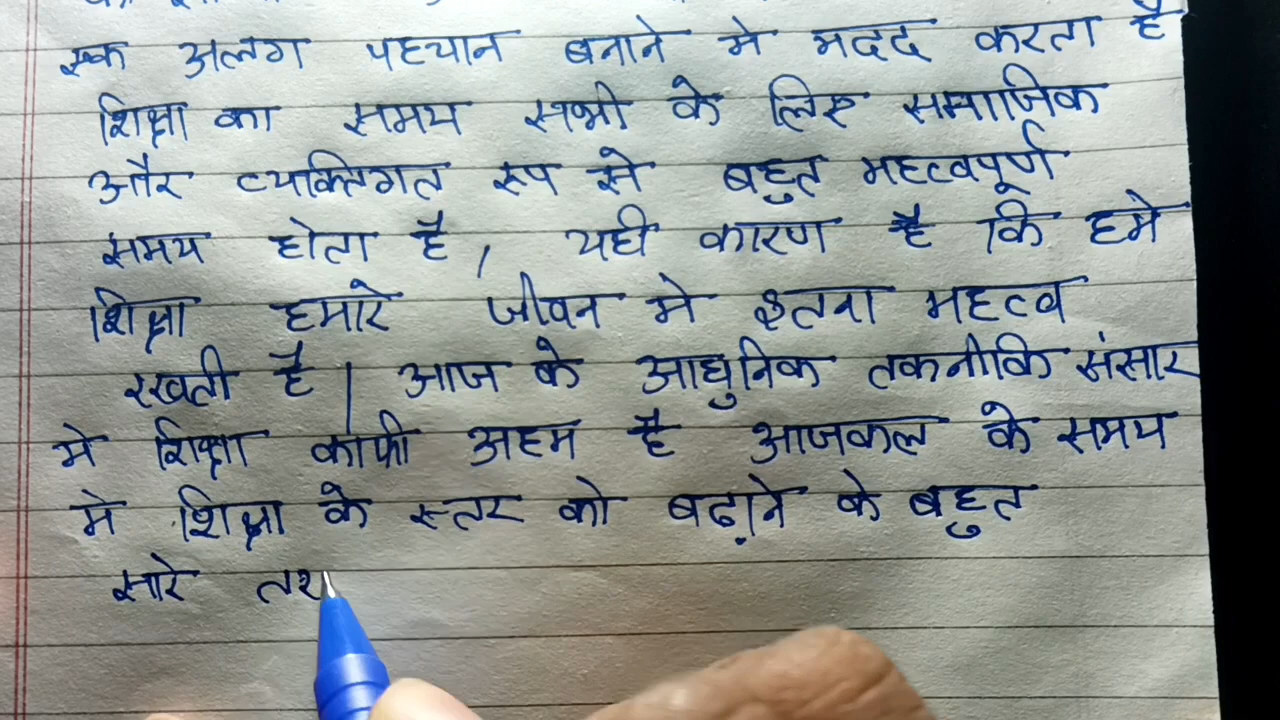 एक अलग पहचान बनाने मे मदद करता है
शिक्षा का समय सभी के लिए समाजिक
और व्यक्तिगत रूप से बहुत महत्वपूर्ण
समय होता है, यही कारण है कि हमे
शिक्षा हमारे जीवन मे इतना महत्व
रखती है। आज के आधुनिक तकनीकि संसार
मे शिक्षा काफी अहम है आजकल के समय
मे शिक्षा के स्तर को बढ़ाने के बहुत
सारे